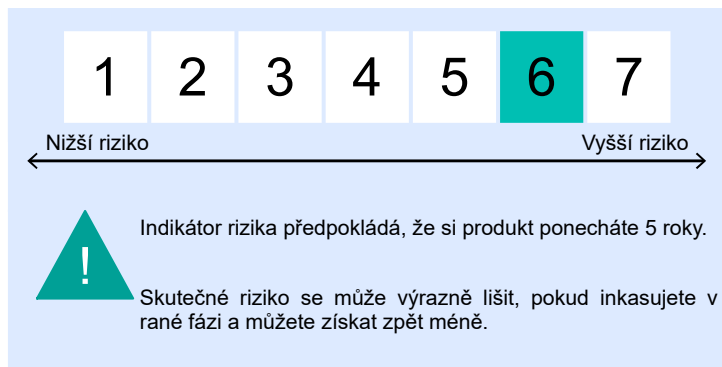 1 2 3 4 5 6 7
Nižší riziko Vyšší riziko
Indikátor rizika předpokládá, že si produkt ponecháte 5 roky.
!
Skutečné riziko se může výrazně lišit, pokud inkasujete v
rané fázi a můžete získat zpět méně.